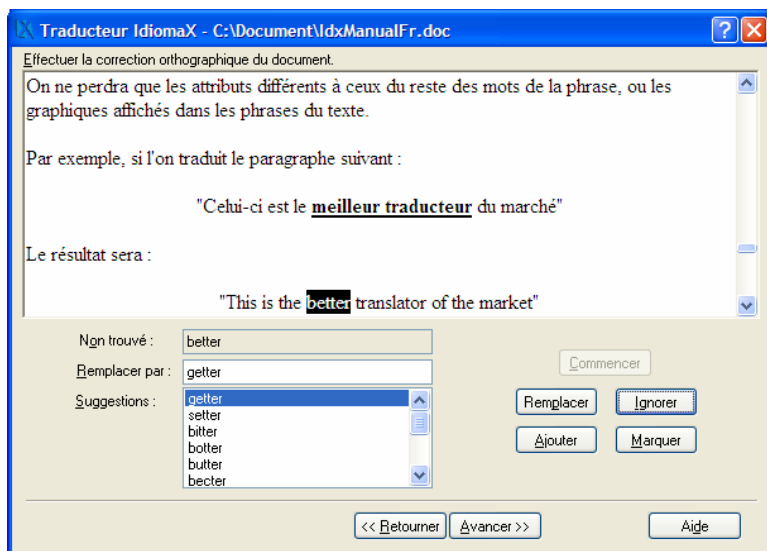 Traducteur IdiomaX - C:\Document\IdxManualFr.doc
Effectuer la correction orthographique du document.
On ne perdra que les attributs différents à ceux du reste des mots de la phrase, ou les
graphiques affichés dans les phrases du texte.
Par exemple, si l'on traduit le paragraphe suivant :
"Celui-ci est le meilleur traducteur du marché"
Le résultat sera :
"This is the better translator of the market"
Non trouvé : better
Remplacer par : getter
Suggestions : getter
setter
bitter
botter
butter
becter
Commencer
Remplacer Ignorer
Ajouter Marquer
<< Retourner Avancer >> Aide